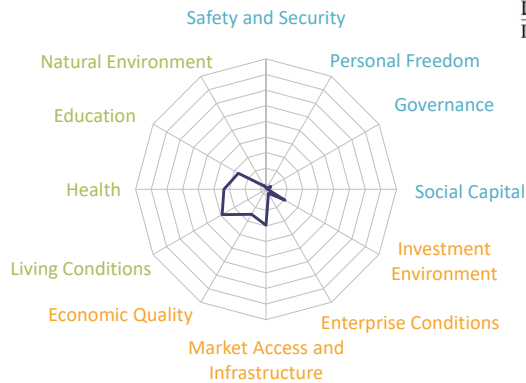 Safety and Security
Natural Environment
Personal Freedom
Education
Governance
Health
Social Capital
Investment
Environment
Living Conditions
Economic Quality
Enterprise Conditions
Market Access and
Infrastructure